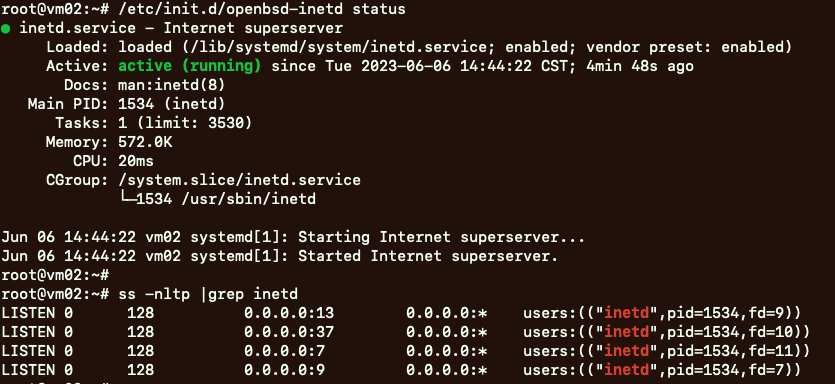 root@vm02:~# /etc/init.d/openbsd-inetd status
● inetd.service - Internet superserver
     Loaded: loaded (/lib/systemd/system/inetd.service; enabled; vendor preset: enabled)
     Active: active (running) since Tue 2023-06-06 14:44:22 CST; 4min 48s ago
       Docs: man:inetd(8)
   Main PID: 1534 (inetd)
      Tasks: 1 (limit: 3530)
     Memory: 572.0K
        CPU: 20ms
     CGroup: /system.slice/inetd.service
             └─1534 /usr/sbin/inetd
Jun 06 14:44:22 vm02 systemd[1]: Starting Internet superserver...
Jun 06 14:44:22 vm02 systemd[1]: Started Internet superserver.
root@vm02:~#
root@vm02:~# ss -nltp |grep inetd
LISTEN 0      128          0.0.0.0:13        0.0.0.0:*    users:(("inetd",pid=1534,fd=9))
LISTEN 0      128          0.0.0.0:37        0.0.0.0:*    users:(("inetd",pid=1534,fd=10))
LISTEN 0      128          0.0.0.0:7         0.0.0.0:*    users:(("inetd",pid=1534,fd=11))
LISTEN 0      128          0.0.0.0:9         0.0.0.0:*    users:(("inetd",pid=1534,fd=7))